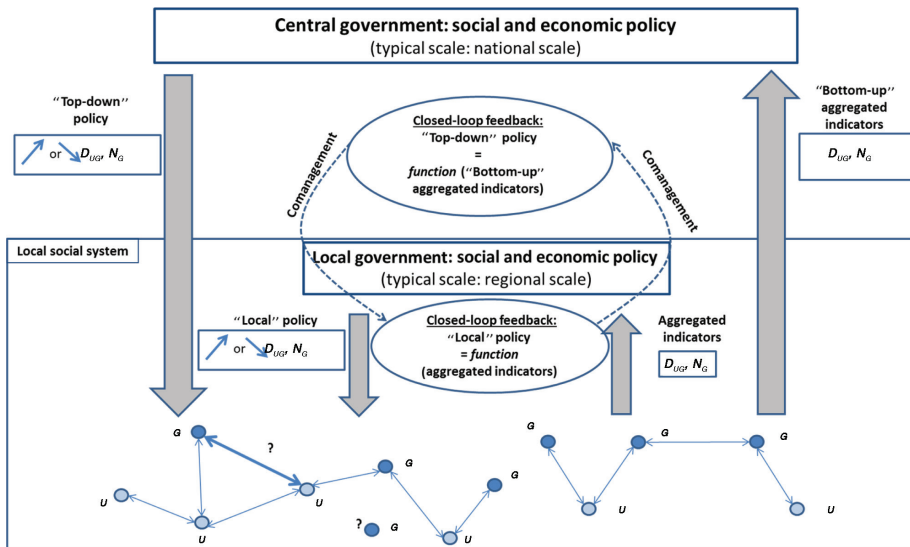 Central government: social and economic policy
(typical scale: national scale)
“Top-down”
policy
or D_UG, N_G
Closed-loop feedback:
“Top-down” policy
=
function (“Bottom-up”
aggregated indicators)
Comanagement
Comanagement
“Bottom-up”
aggregated
indicators
D_UG, N_G
Local social system
Local government: social and economic policy
(typical scale: regional scale)
“Local” policy
or D_UG, N_G
Closed-loop feedback:
“Local” policy
= function
(aggregated indicators)
Aggregated
indicators
D_UG, N_G
G
?
G
G
G
G
G
U
U
U
?
G
U
U
U